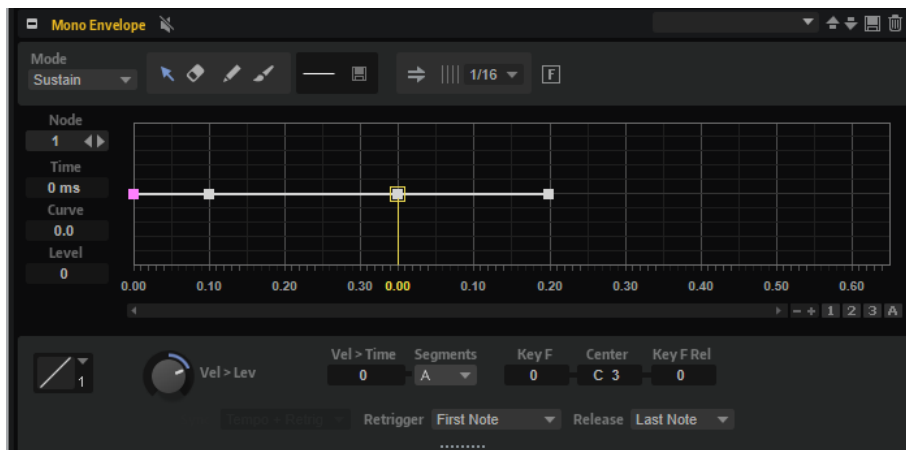 Mono Envelope
Mode
Sustain
1/16 F
Node
1
Time
0 ms
Curve
0.0
Level
0
0.00 0.10 0.20 0.30 0.00 0.10 0.20 0.30 0.40 0.50 0.60
- + 1 2 3 A
Vel > Time Segments Key F Center Key F Rel
1 Vel > Lev 0 A 0 C 3 0
Tempo + Retrig Retrigger First Note Release Last Note